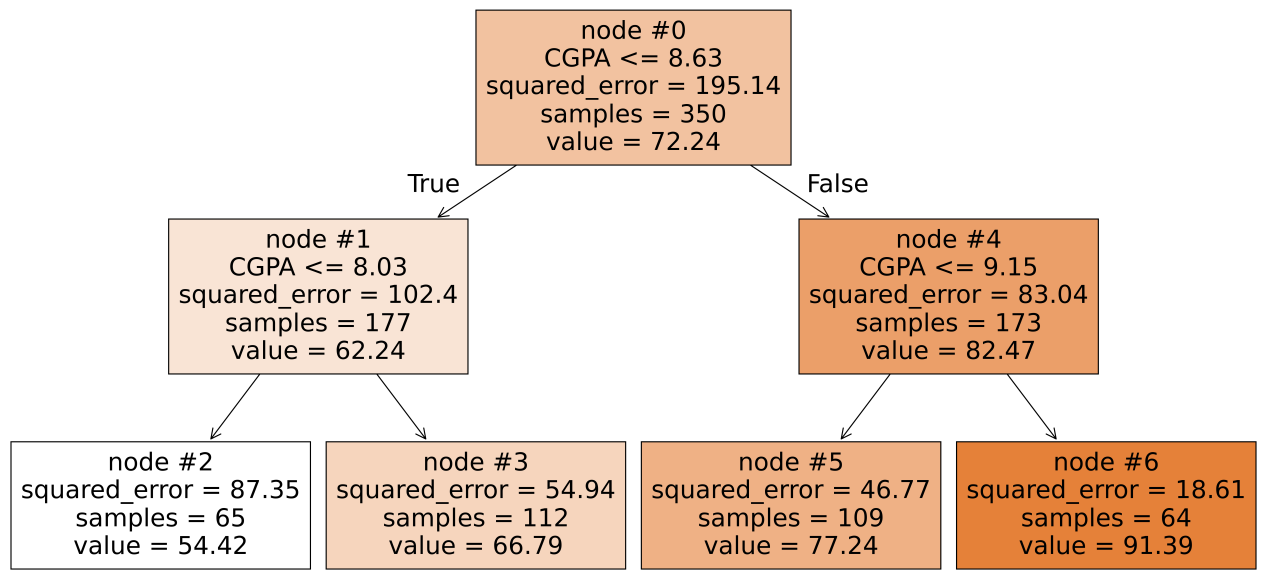 node #0
CGPA <= 8.63
squared_error = 195.14
samples = 350
value = 72.24
True
False
node #1
CGPA <= 8.03
squared_error = 102.4
samples = 177
value = 62.24
node #4
CGPA <= 9.15
squared_error = 83.04
samples = 173
value = 82.47
node #2
squared_error = 87.35
samples = 65
value = 54.42
node #3
squared_error = 54.94
samples = 112
value = 66.79
node #5
squared_error = 46.77
samples = 109
value = 77.24
node #6
squared_error = 18.61
samples = 64
value = 91.39